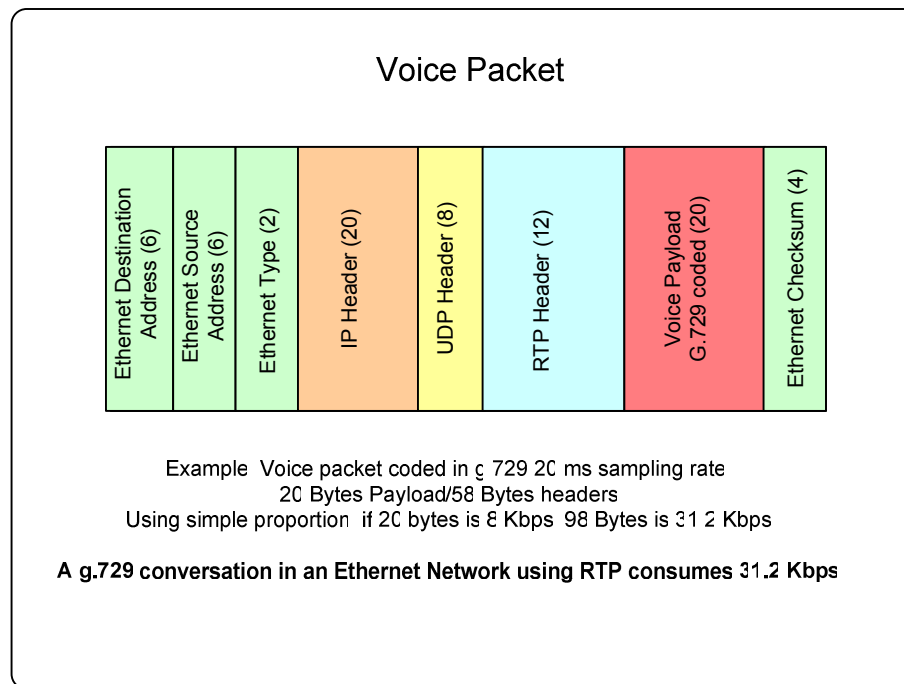 Voice Packet
Ethernet Destination
Address (6)
Ethernet Source
Address (6)
Ethernet Type (2)
IP Header (20)
UDP Header (8)
RTP Header (12)
Voice Payload
G.729 coded (20)
Ethernet Checksum (4)
Example Voice packet coded in g 729 20 ms sampling rate
20 Bytes Payload/58 Bytes headers
Using simple proportion if 20 bytes is 8 Kbps 98 Bytes is 31 2 Kbps
A g.729 conversation in an Ethernet Network using RTP consumes 31.2 Kbps